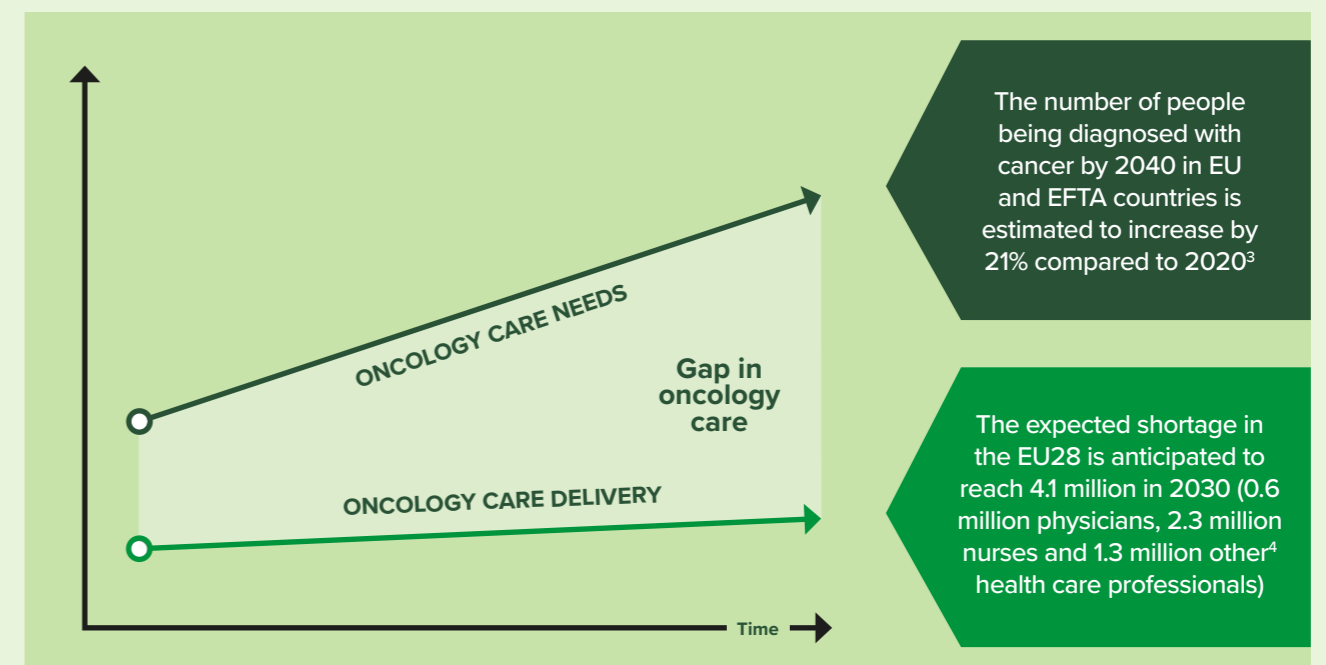 The number of people
being diagnosed with
cancer by 2040 in EU
and EFTA countries is
estimated to increase by
21% compared to 2020³
ONCOLOGY CARE NEEDS
Gap in
oncology
care
The expected shortage in
the EU28 is anticipated to
reach 4.1 million in 2030 (0.6
million physicians, 2.3 million
nurses and 1.3 million other⁴
health care professionals)
ONCOLOGY CARE DELIVERY
Time